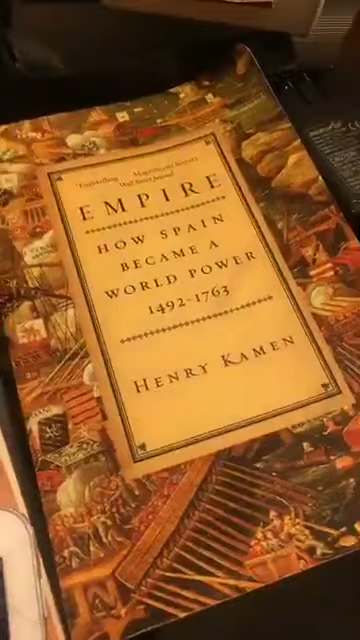 "Enthralling Magnificent history
Wall Street Journal
EMPIRE
HOW SPAIN
BECAME A
WORLD POWER
1492-1763
HENRY KAMEN